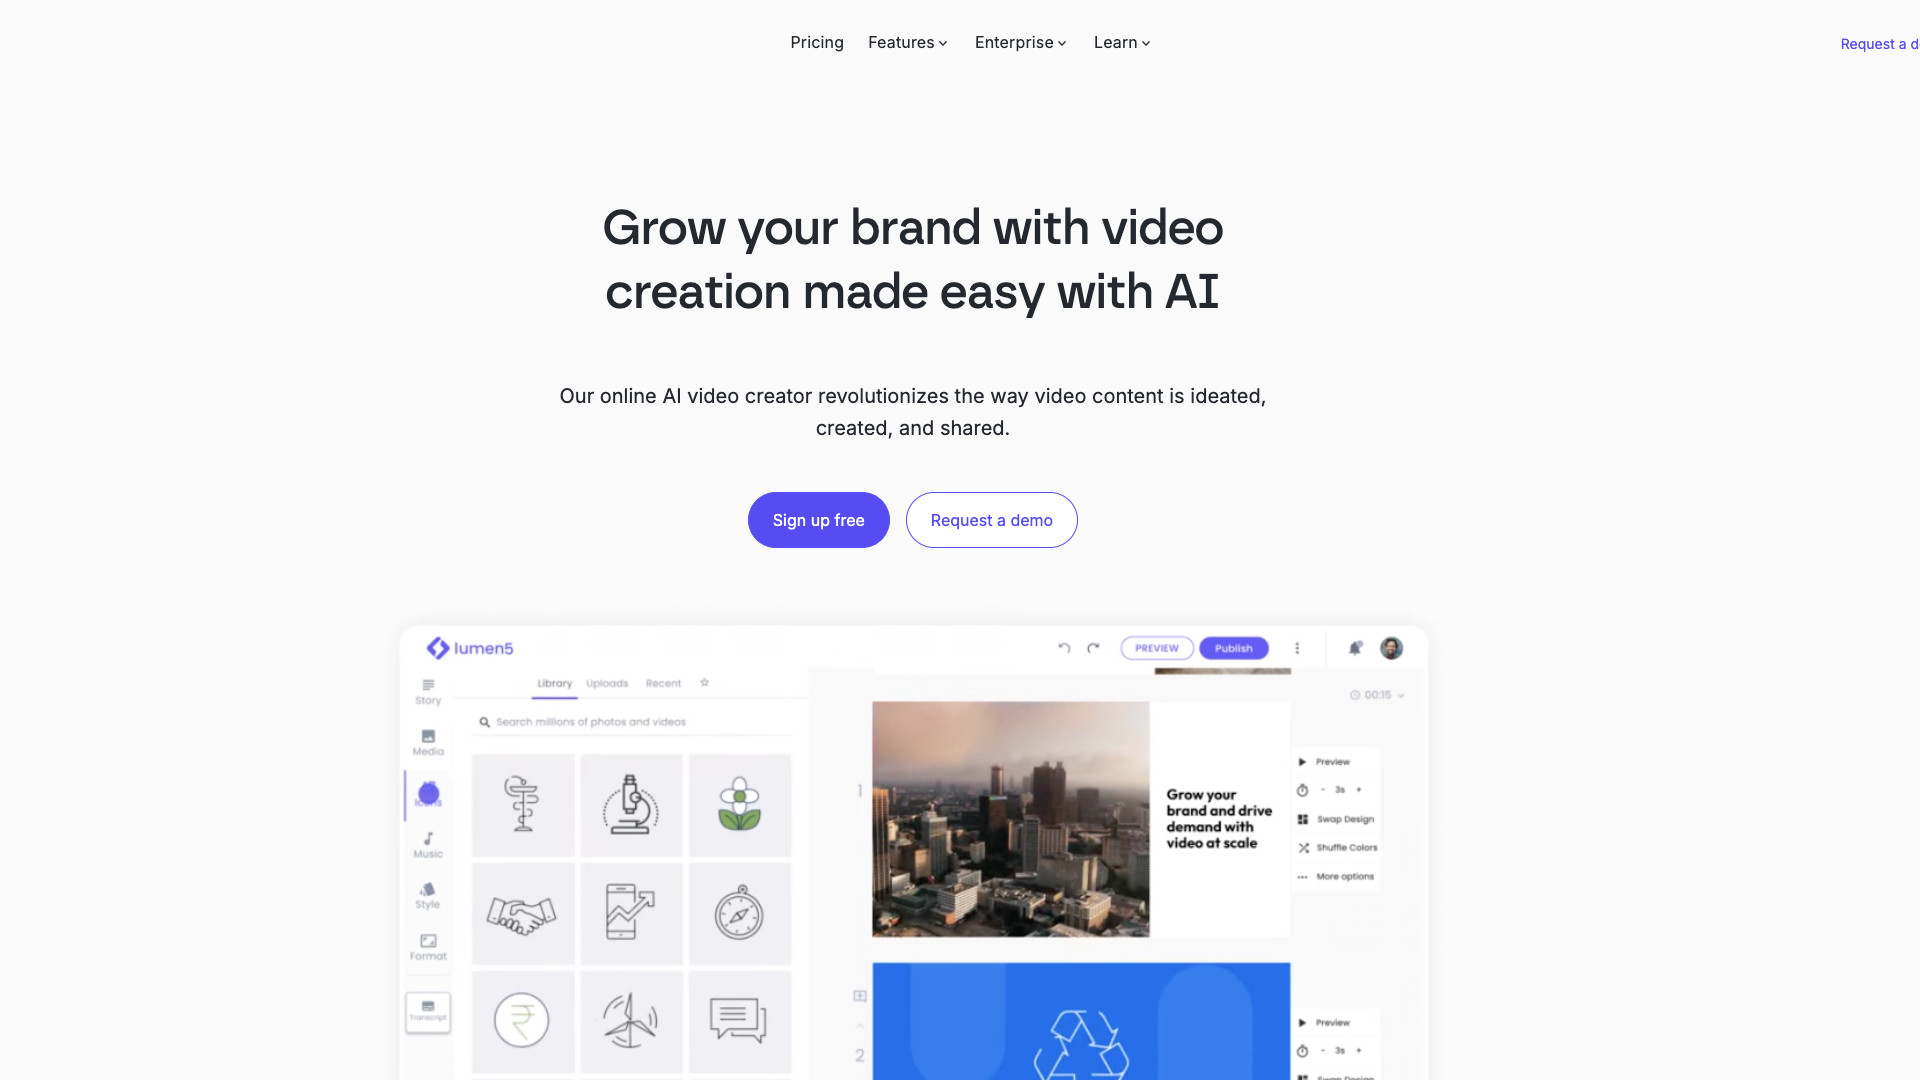 Pricing Features Enterprise Learn
Request a d
Grow your brand with video
creation made easy with AI
Our online AI video creator revolutionizes the way video content is ideated,
created, and shared.
Sign up free Request a demo
lumen5
PREVIEW Publish
Story
Media
Music
Style
Format
Transcript
Library Uploads Recent
Search millions of photos and videos
00:15
1
Grow your
brand and drive
demand with
video at scale
Preview
- 3s +
Swap Design
Shuffle Colors
More options
2
Preview
- 3s +
Swap Design